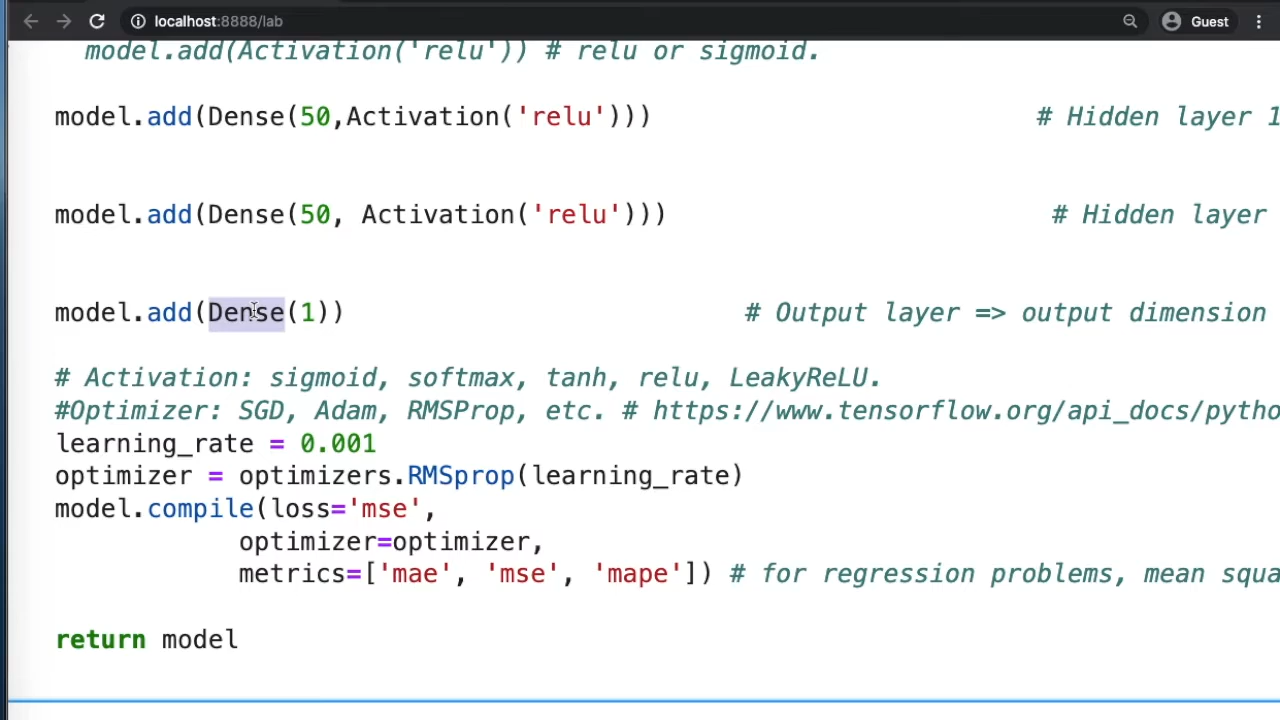 localhost:8888/lab
Guest
model.add(Activation('relu')) # relu or sigmoid.
model.add(Dense(50,Activation('relu'))) # Hidden layer 1
model.add(Dense(50, Activation('relu'))) # Hidden layer
model.add(Dense(1)) # Output layer => output dimension
# Activation: sigmoid, softmax, tanh, relu, LeakyReLU.
#Optimizer: SGD, Adam, RMSProp, etc. # https://www.tensorflow.org/api_docs/pytho
learning_rate = 0.001
optimizer = optimizers.RMSprop(learning_rate)
model.compile(loss='mse',
optimizer=optimizer,
metrics=['mae', 'mse', 'mape']) # for regression problems, mean squa
return model